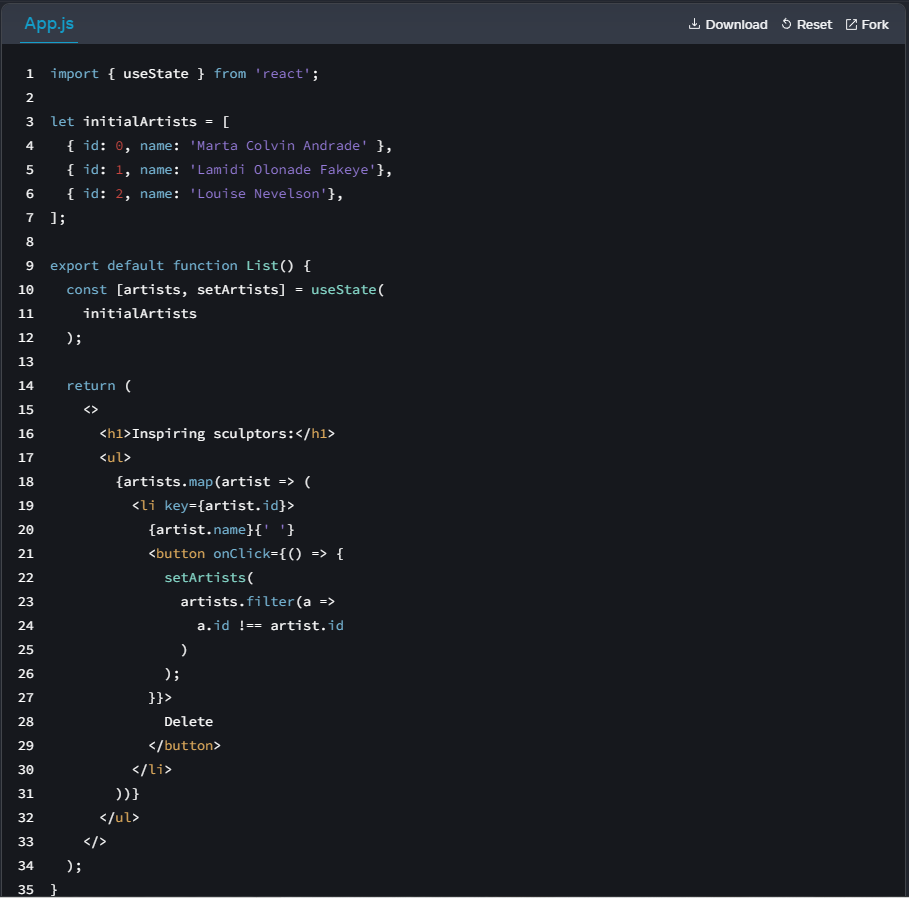 App.js
Download Reset Fork
1 import { useState } from 'react';
2
3 let initialArtists = [
4   { id: 0, name: 'Marta Colvin Andrade' },
5   { id: 1, name: 'Lamidi Olonade Fakeye'},
6   { id: 2, name: 'Louise Nevelson'},
7 ];
8
9 export default function List() {
10   const [artists, setArtists] = useState(
11     initialArtists
12   );
13
14   return (
15     <>
16       <h1>Inspiring sculptors:</h1>
17       <ul>
18         {artists.map(artist => (
19           <li key={artist.id}>
20             {artist.name}{' '}
21             <button onClick={() => {
22               setArtists(
23                 artists.filter(a =>
24                   a.id !== artist.id
25                 )
26               );
27             }}>
28               Delete
29             </button>
30           </li>
31         ))}
32       </ul>
33     </>
34   );
35 }